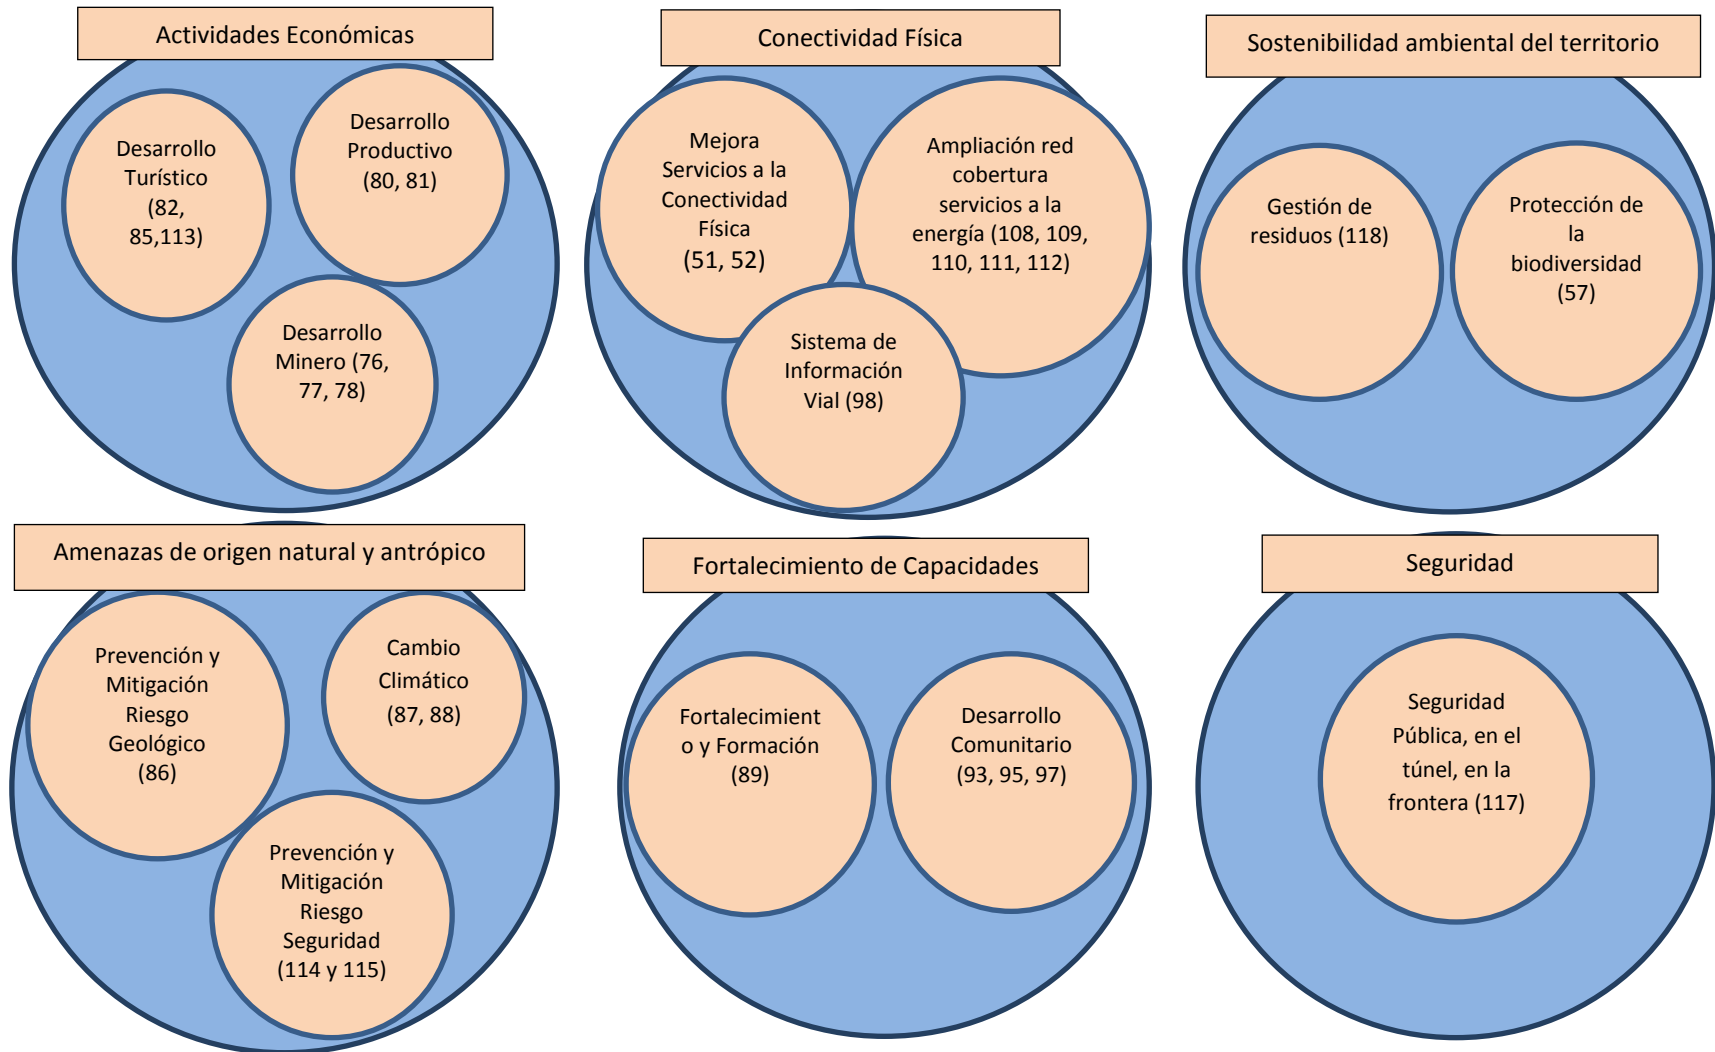 Actividades Económicas
Desarrollo
Turístico
(82,
85,113)
Desarrollo
Productivo
(80, 81)
Desarrollo
Minero (76,
77, 78)
Conectividad Física
Mejora
Servicios a la
Conectividad
Física
(51, 52)
Ampliación red
cobertura
servicios a la
energía (108, 109,
110, 111, 112)
Sistema de
Información
Vial (98)
Sostenibilidad ambiental del territorio
Gestión de
residuos (118)
Protección de
la
biodiversidad
(57)
Amenazas de origen natural y antrópico
Prevención y
Mitigación
Riesgo
Geológico
(86)
Cambio
Climático
(87, 88)
Prevención y
Mitigación
Riesgo
Seguridad
(114 y 115)
Fortalecimiento de Capacidades
Fortalecimient
o y Formación
(89)
Desarrollo
Comunitario
(93, 95, 97)
Seguridad
Seguridad
Pública, en el
túnel, en la
frontera (117)